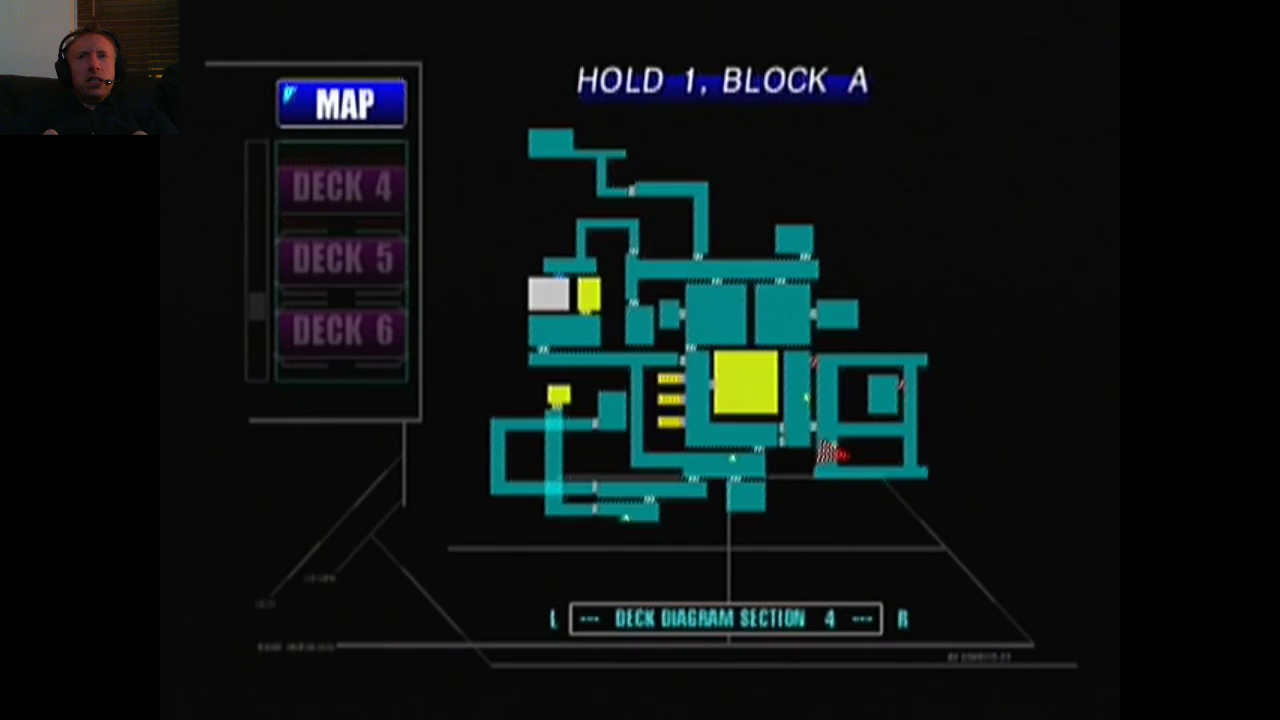 MAP
HOLD 1, BLOCK A
DECK 4
DECK 5
DECK 6
L --- DECK DIAGRAM SECTION 4 --- R